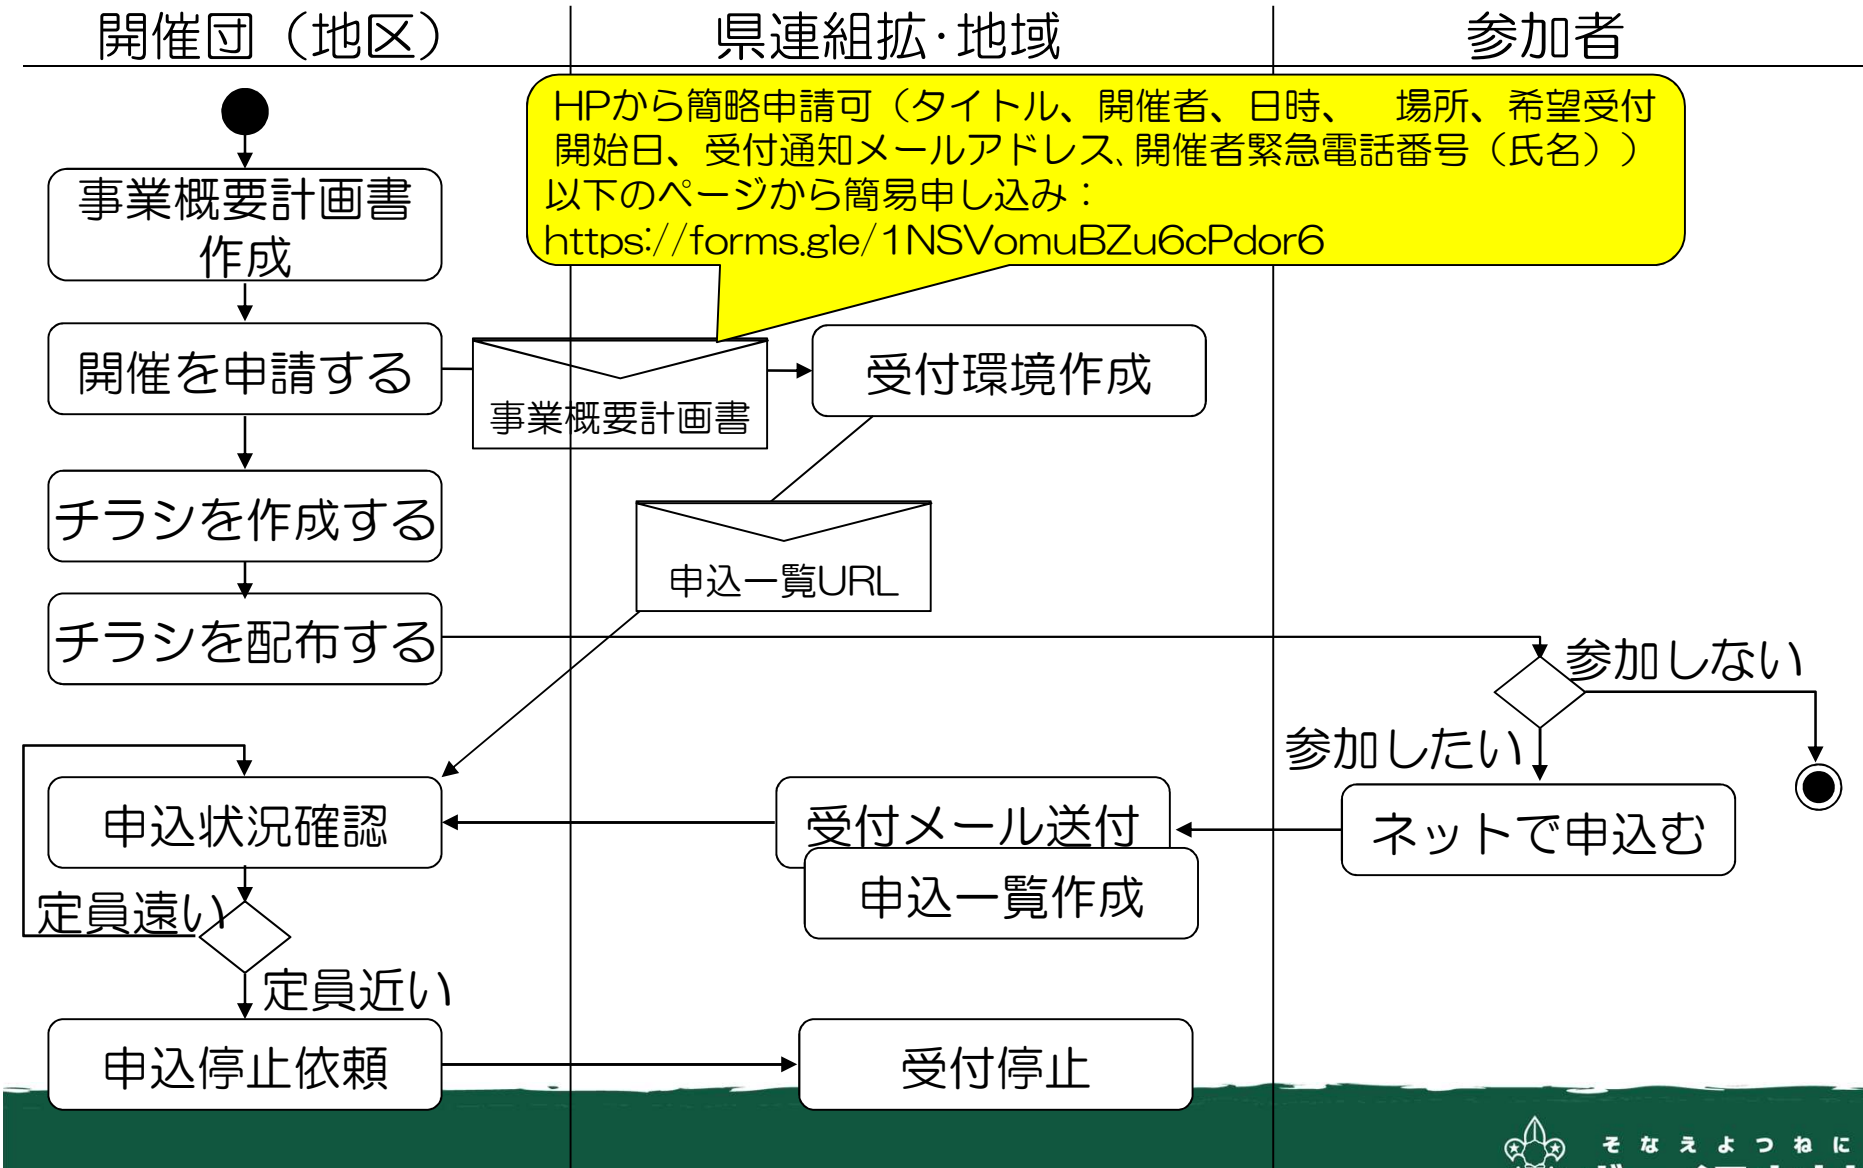 開催団（地区）
県連組拡・地域
参加者
HPから簡略申請可（タイトル、開催者、日時、　場所、希望受付
開始日、受付通知メールアドレス、開催者緊急電話番号（氏名））
以下のページから簡易申し込み：
https://forms.gle/1NSVomuBZu6cPdor6
事業概要計画書
作成
開催を申請する
事業概要計画書
受付環境作成
チラシを作成する
申込一覧URL
チラシを配布する
参加しない
参加したい
申込状況確認
受付メール送付
ネットで申込む
申込一覧作成
定員遠い
定員近い
申込停止依頼
受付停止
そなえよつねに